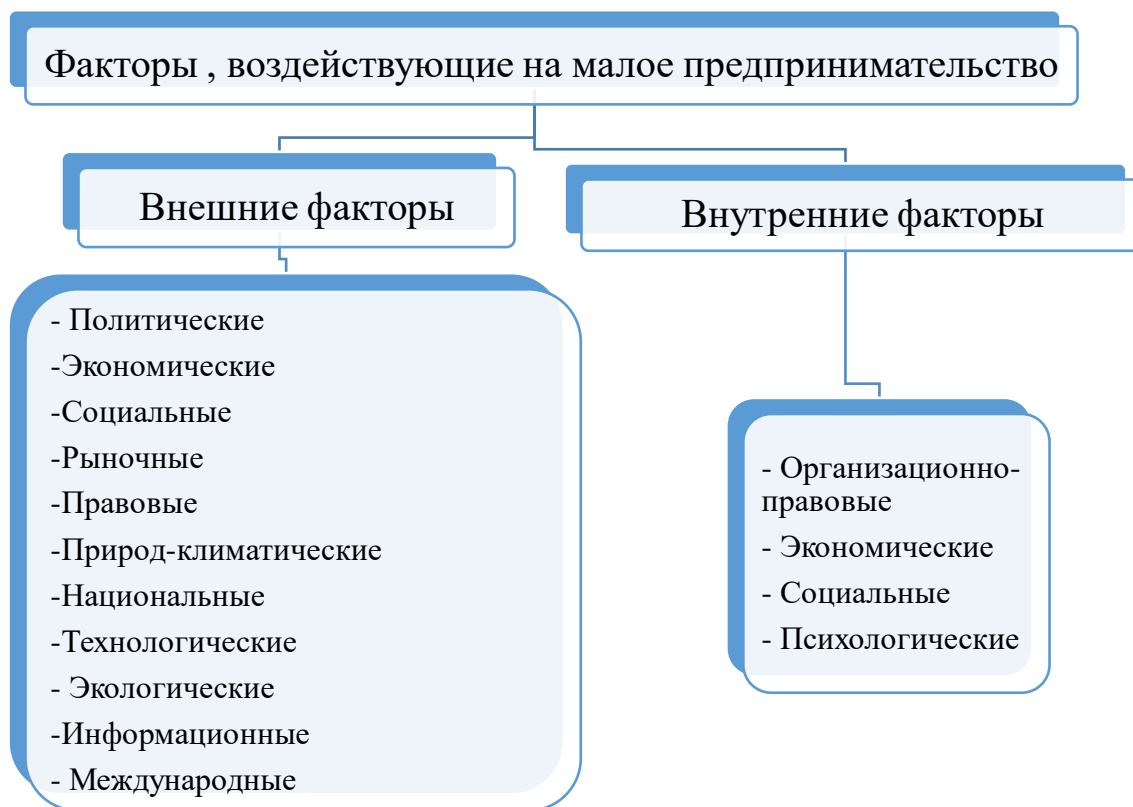 Факторы , воздействующие на малое предпринимательство
Внешние факторы
- Политические
-Экономические
-Социальные
-Рыночные
-Правовые
-Природ-климатические
-Национальные
-Технологические
- Экологические
-Информационные
- Международные
Внутренние факторы
- Организационно-
правовые
- Экономические
- Социальные
- Психологические